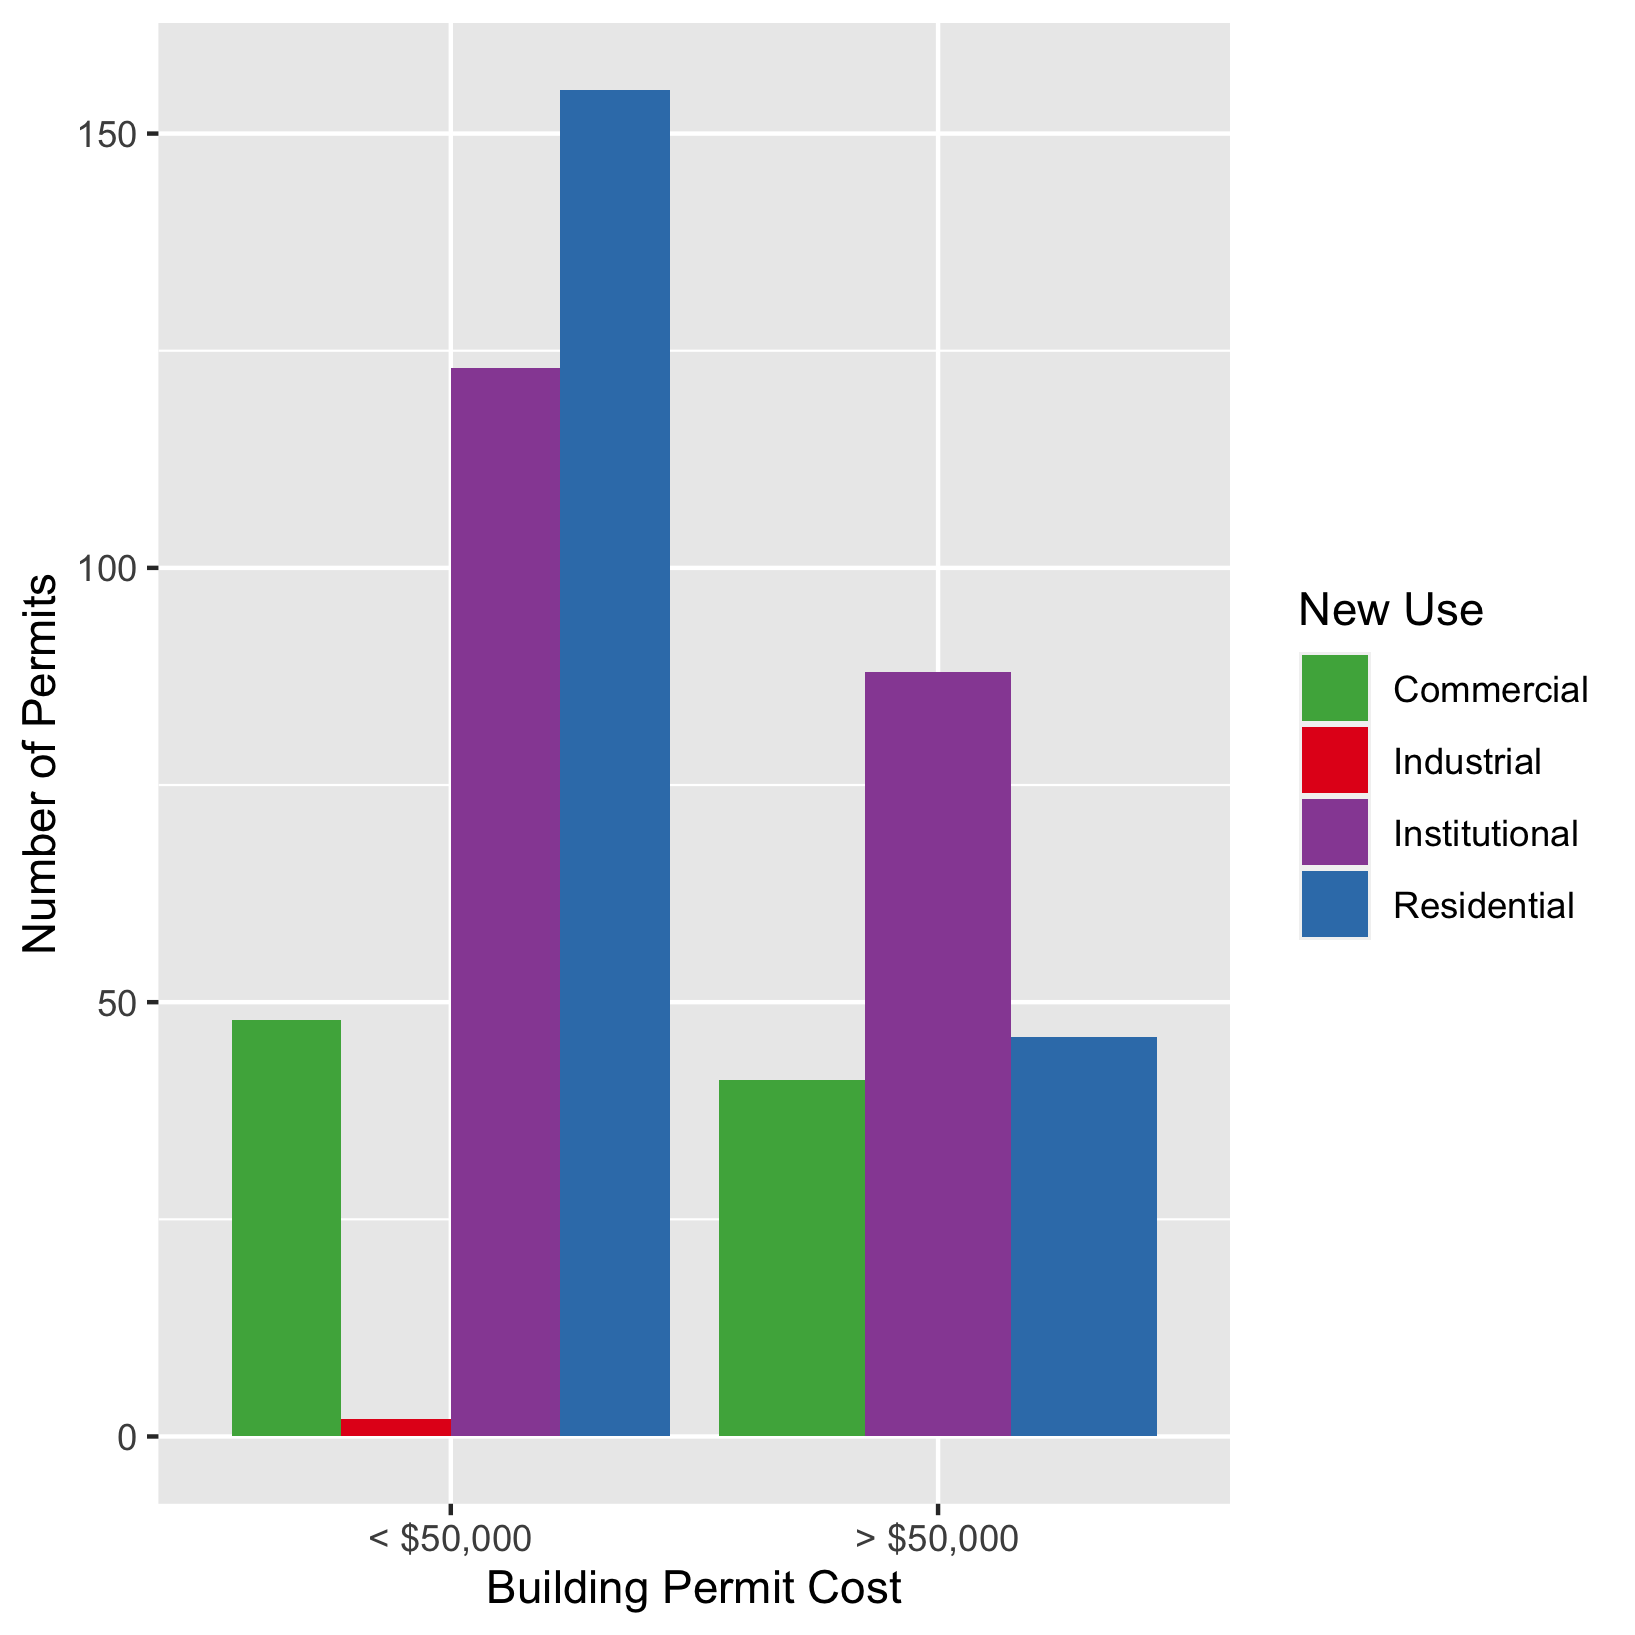 150
100
50
0
Number of Permits
< $50,000
> $50,000
Building Permit Cost
New Use
Commercial
Industrial
Institutional
Residential